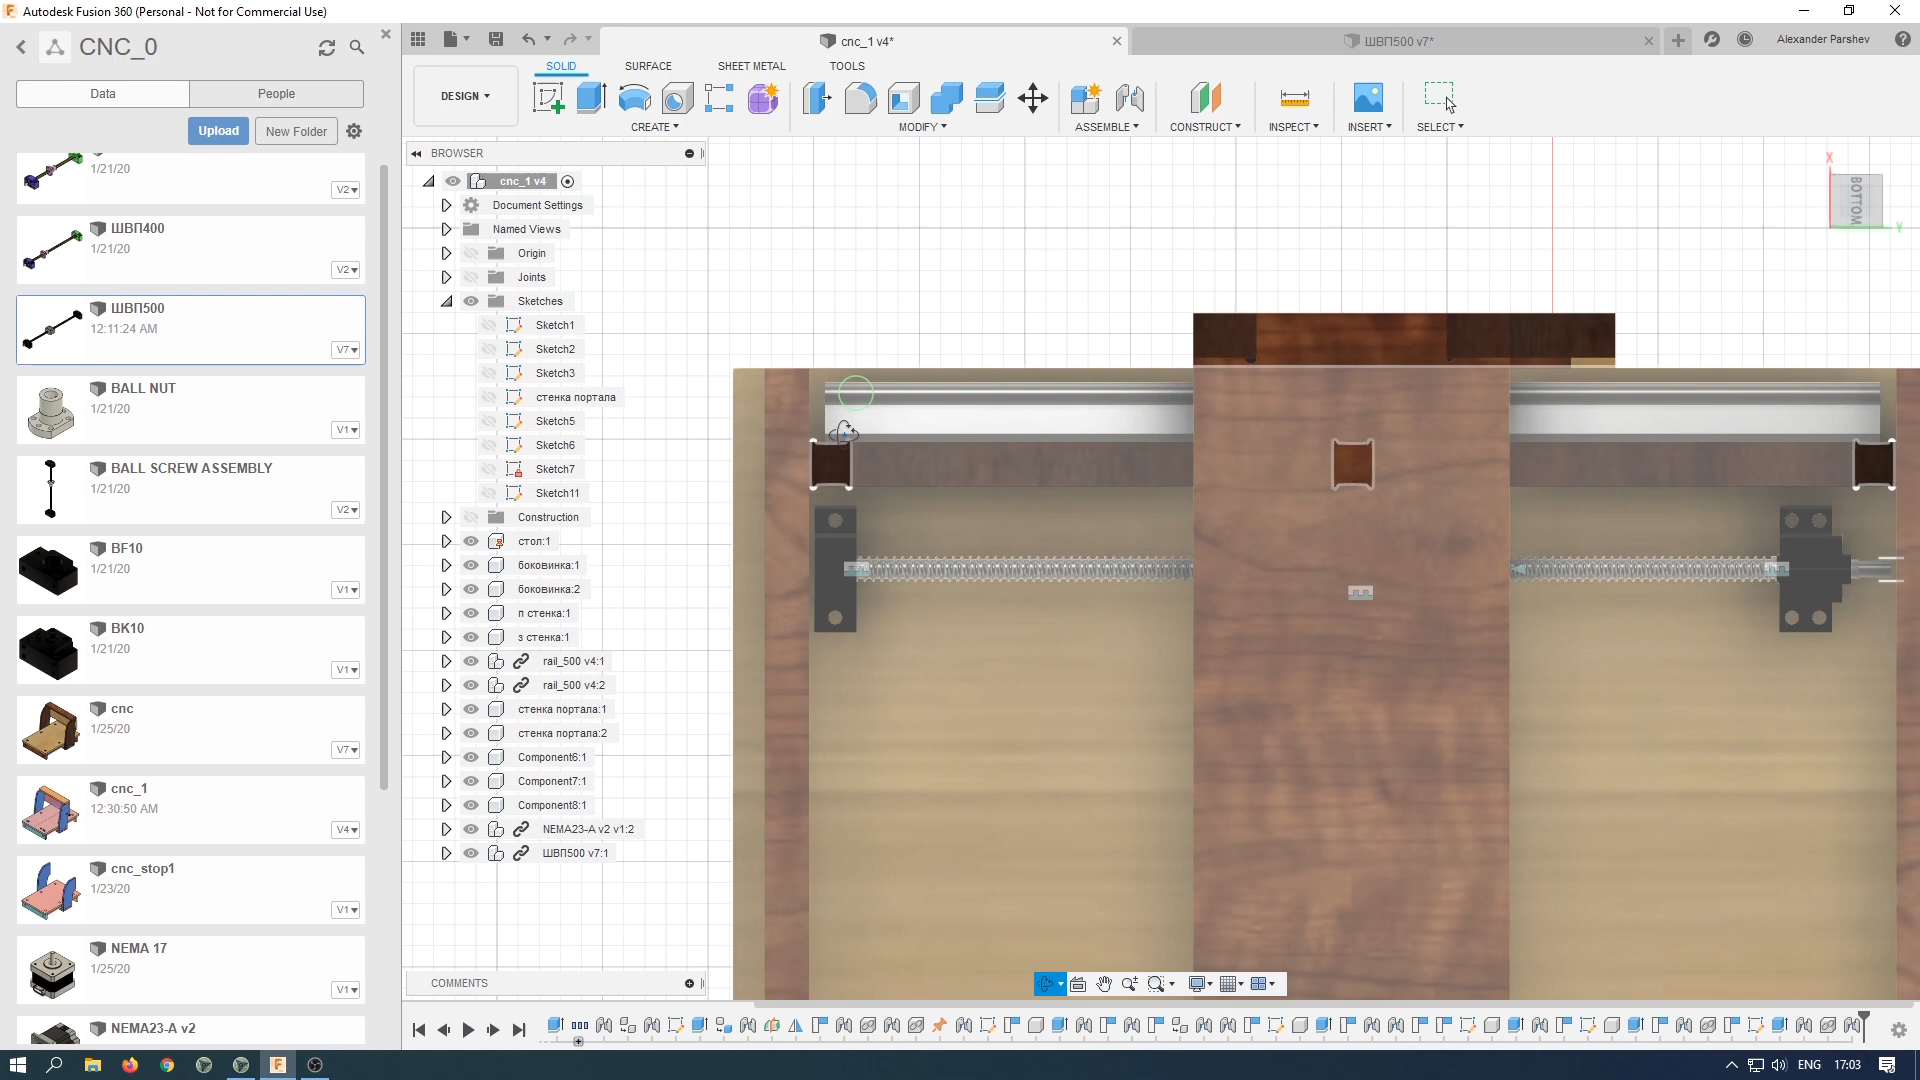 Autodesk Fusion 360 (Personal - Not for Commercial Use)
CNC_0
Data
People
Upload
New Folder
1/21/20
V2
ШВП400
1/21/20
V2
ШВП500
12:11:24 AM
V7
BALL NUT
1/21/20
V1
BALL SCREW ASSEMBLY
1/21/20
V2
BF10
1/21/20
V1
BK10
1/21/20
V1
cnc
1/25/20
V7
cnc_1
12:30:50 AM
V4
cnc_stop1
1/23/20
V1
NEMA 17
1/25/20
V1
NEMA23-A v2
cnc_1 v4*
ШВП500 v7*
Alexander Parshev
DESIGN
SOLID
SURFACE
SHEET METAL
TOOLS
CREATE
MODIFY
ASSEMBLE
CONSTRUCT
INSPECT
INSERT
SELECT
BROWSER
cnc_1 v4
Document Settings
Named Views
Origin
Joints
Sketches
Sketch1
Sketch2
Sketch3
стенка портала
Sketch5
Sketch6
Sketch7
Sketch11
Construction
стол:1
боковинка:1
боковинка:2
п стенка:1
з стенка:1
rail_500 v4:1
rail_500 v4:2
стенка портала:1
стенка портала:2
Component6:1
Component7:1
Component8:1
NEMA23-A v2 v1:2
ШВП500 v7:1
COMMENTS
X
BOTTOM
Y
ENG
17:03